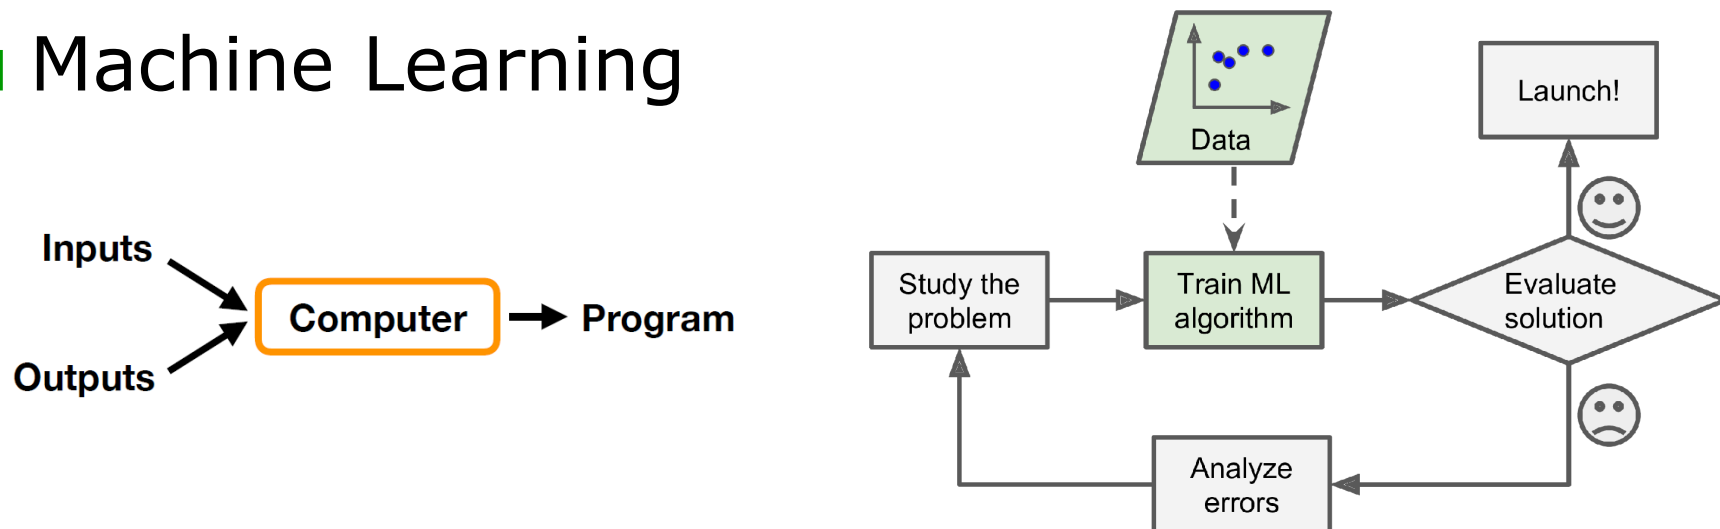 Machine Learning
Inputs
Outputs
Computer
Program
Data
Launch!
Study the
problem
Train ML
algorithm
Evaluate
solution
Analyze
errors